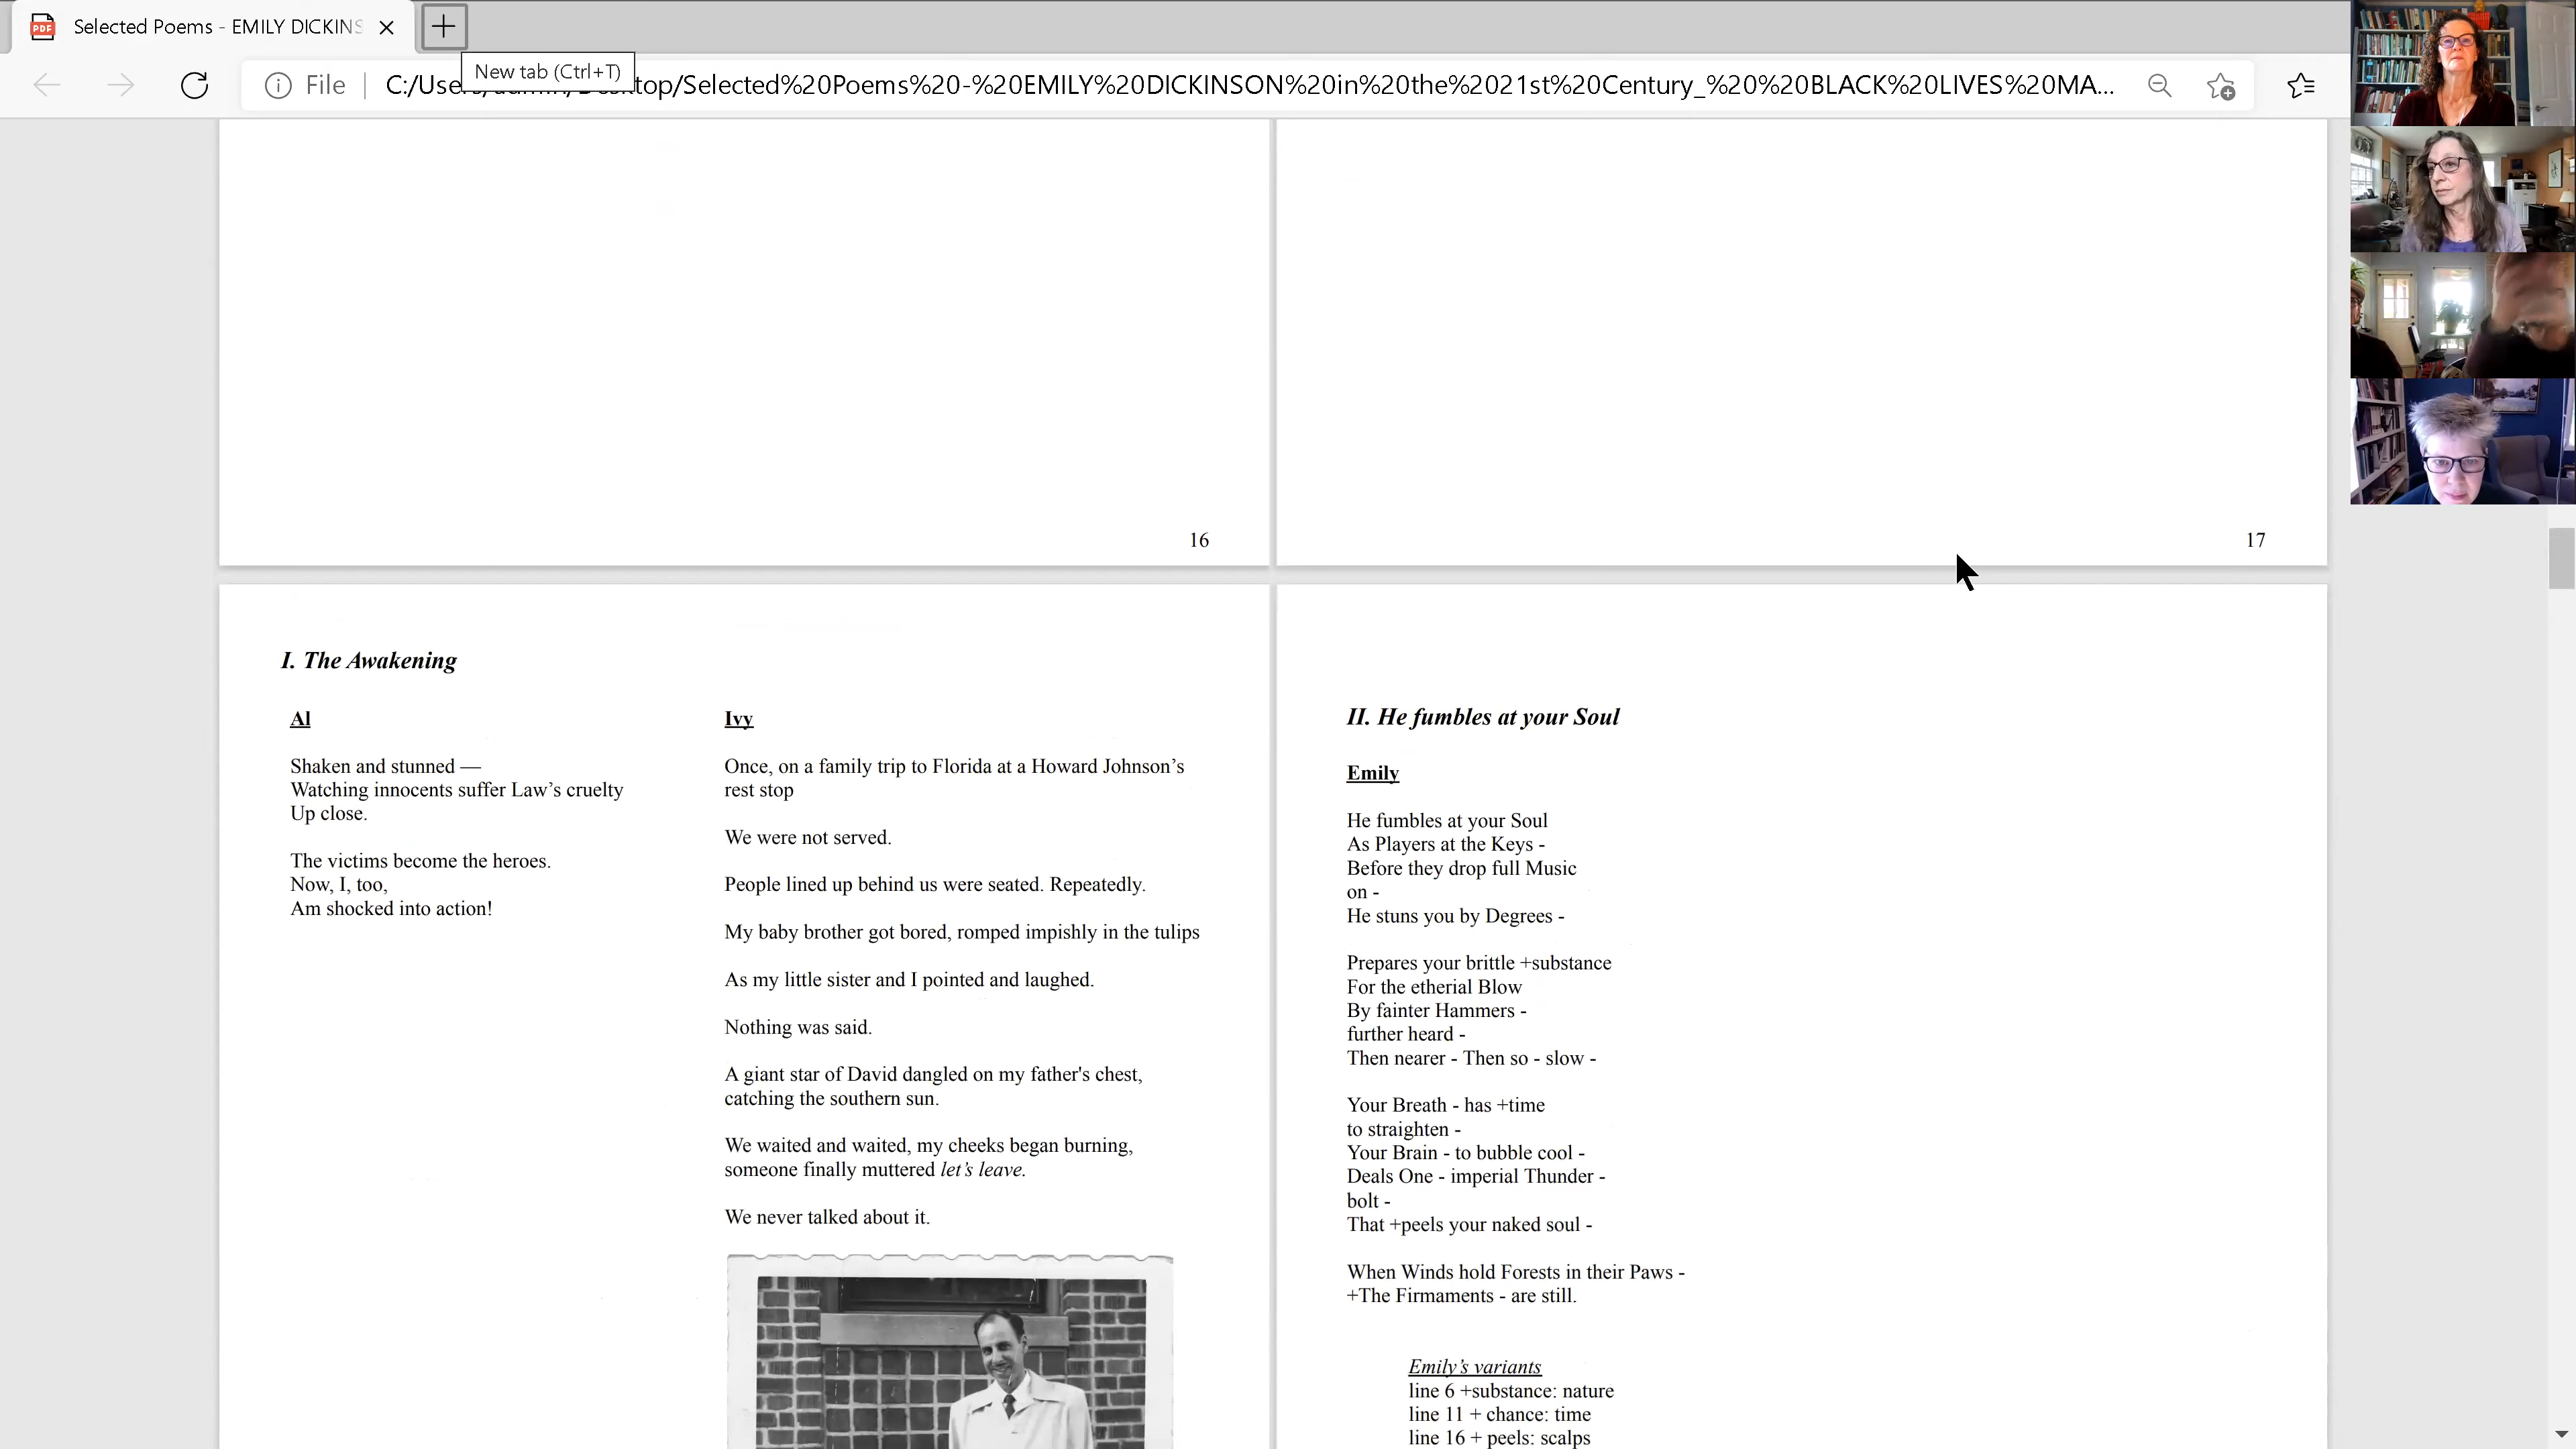 Selected Poems - EMILY DICKINS
New tab (Ctrl+T)
File
top/Selected%20Poems%20-%20EMILY%20DICKINSON%20in%20the%2021st%20Century_%20%20BLACK%20LIVES%20MA...
16
17
I. The Awakening
Al
Shaken and stunned —
Watching innocents suffer Law’s cruelty
Up close.
The victims become the heroes.
Now, I, too,
Am shocked into action!
Ivy
Once, on a family trip to Florida at a Howard Johnson’s
rest stop
We were not served.
People lined up behind us were seated. Repeatedly.
My baby brother got bored, romped impishly in the tulips
As my little sister and I pointed and laughed.
Nothing was said.
A giant star of David dangled on my father's chest,
catching the southern sun.
We waited and waited, my cheeks began burning,
someone finally muttered let’s leave.
We never talked about it.
II. He fumbles at your Soul
Emily
He fumbles at your Soul
As Players at the Keys -
Before they drop full Music
on -
He stuns you by Degrees -
Prepares your brittle +substance
For the etherial Blow
By fainter Hammers -
further heard -
Then nearer - Then so - slow -
Your Breath - has +time
to straighten -
Your Brain - to bubble cool -
Deals One - imperial Thunder -
bolt -
That +peels your naked soul -
When Winds hold Forests in their Paws -
+The Firmaments - are still.
Emily’s variants
line 6 +substance: nature
line 11 + chance: time
line 16 + peels: scalps